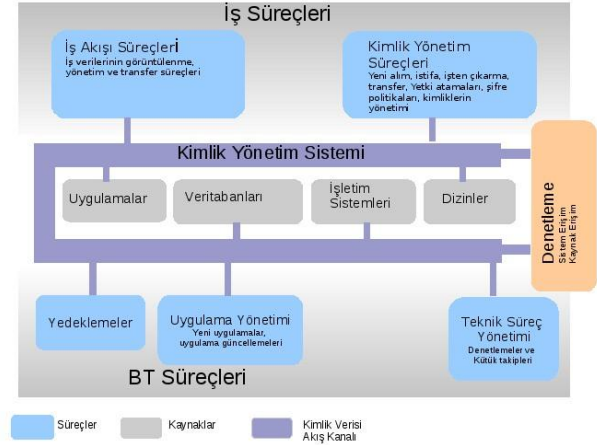 İş Süreçleri
İş Akışı Süreçleri
İş verilerinin görüntülenme,
yönetim ve transfer süreçleri
Kimlik Yönetim
Süreçleri
Yeni alım, istifa, işten çıkarma,
transfer, Yetki atamaları, şifre
politikaları, kimliklerin
yönetimi
Kimlik Yönetim Sistemi
Uygulamalar
Veritabanları
İşletim
Sistemleri
Dizinler
Denetleme
Sistem Erişim
Kaynak Erişim
Yedeklemeler
Uygulama Yönetimi
Yeni uygulamalar,
uygulama güncellemeleri
Teknik Süreç
Yönetimi
Denetlemeler ve
Kütük takipleri
BT Süreçleri
Süreçler
Kaynaklar
Kimlik Verisi
Akış Kanalı